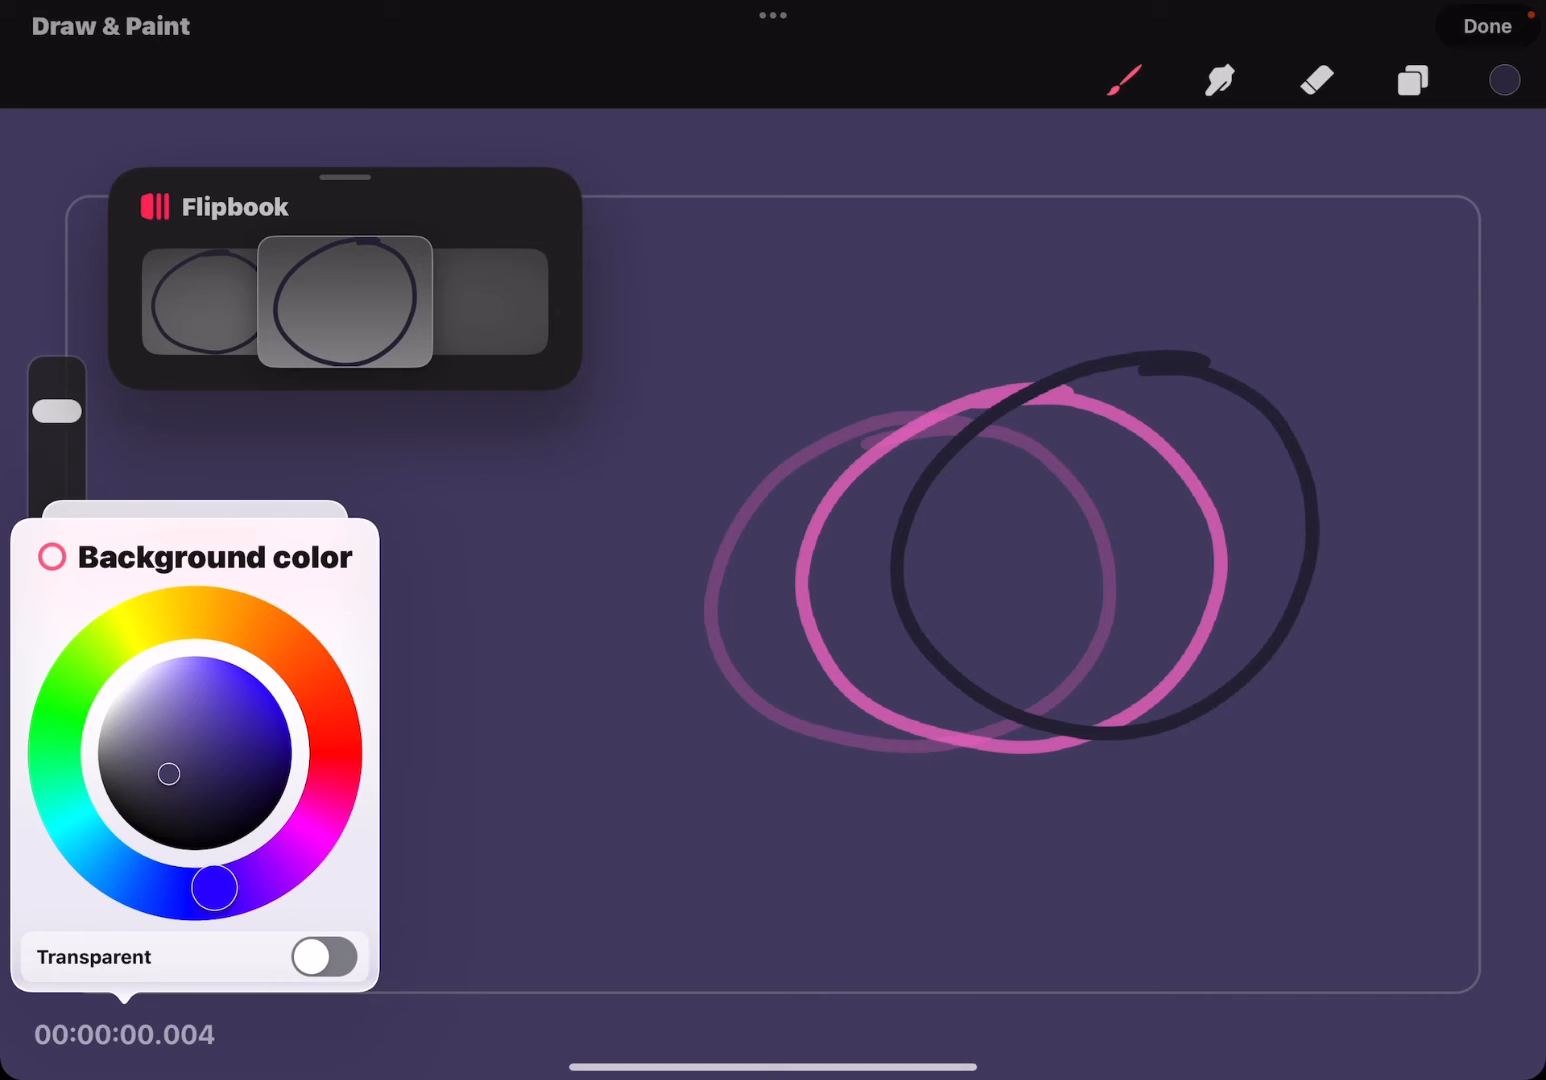 Draw & Paint
Done
Flipbook
Background color
Transparent
00:00:00.004